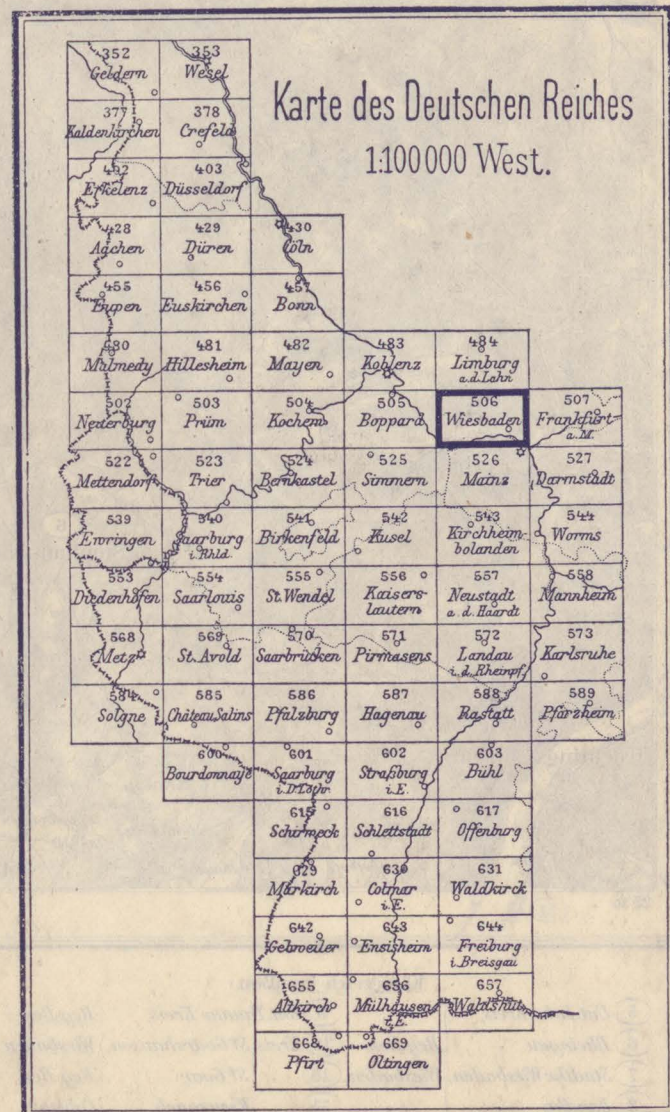 Karte des Deutschen Reiches
1:100000 West.
352 353
Geldern Wesel
377 378
Kaldenkirchen Crefeld
402 403
Erkelenz Düsseldorf
428 429 430
Aachen Düren Cöln
455 456 457
Eupen Euskirchen Bonn
480 481 482 483 484
Malmedy Hillesheim Mayen Koblenz Limburg
a.d.Lahn
502 503 504 505 506 507
Neuerburg Prüm Kochem Boppard Wiesbaden Frankfurt
a.M.
522 523 524 525 526 527
Mettendorf Trier Bernkastel Simmern Mainz Darmstadt
539 540 541 542 543 544
Ewringen Saarburg Birkenfeld Kusel Kirchheim Worms
i.Rhld bolanden
553 554 555 556 557 558
Diedenhofen Saarlouis St.Wendel Kaisers- Neustadt Mannheim
lautern a.d.Haardt
568 569 570 571 572 573
Metz St.Avold Saarbrücken Pirmasens Landau Karlsruhe
i.d.Rheinpf.
584 585 586 587 588 589
Solgne Château Salins Pfalzburg Hagenau Rastatt Pforzheim
600 601 602 603
Bourdonnaye Saarburg Straßburg Bühl
i.D.Lothr i.E.
615 616 617
Schirmeck Schlettstadt Offenburg
629 630 631
Markirch Colmar Waldkirck
i.E.
642 643 644
Gebweiler Ensisheim Freiburg
i.Breisgau
655 656 657
Altkirch Mülhausen Waldshut
i.E.
668 669
Pfirt Oltingen